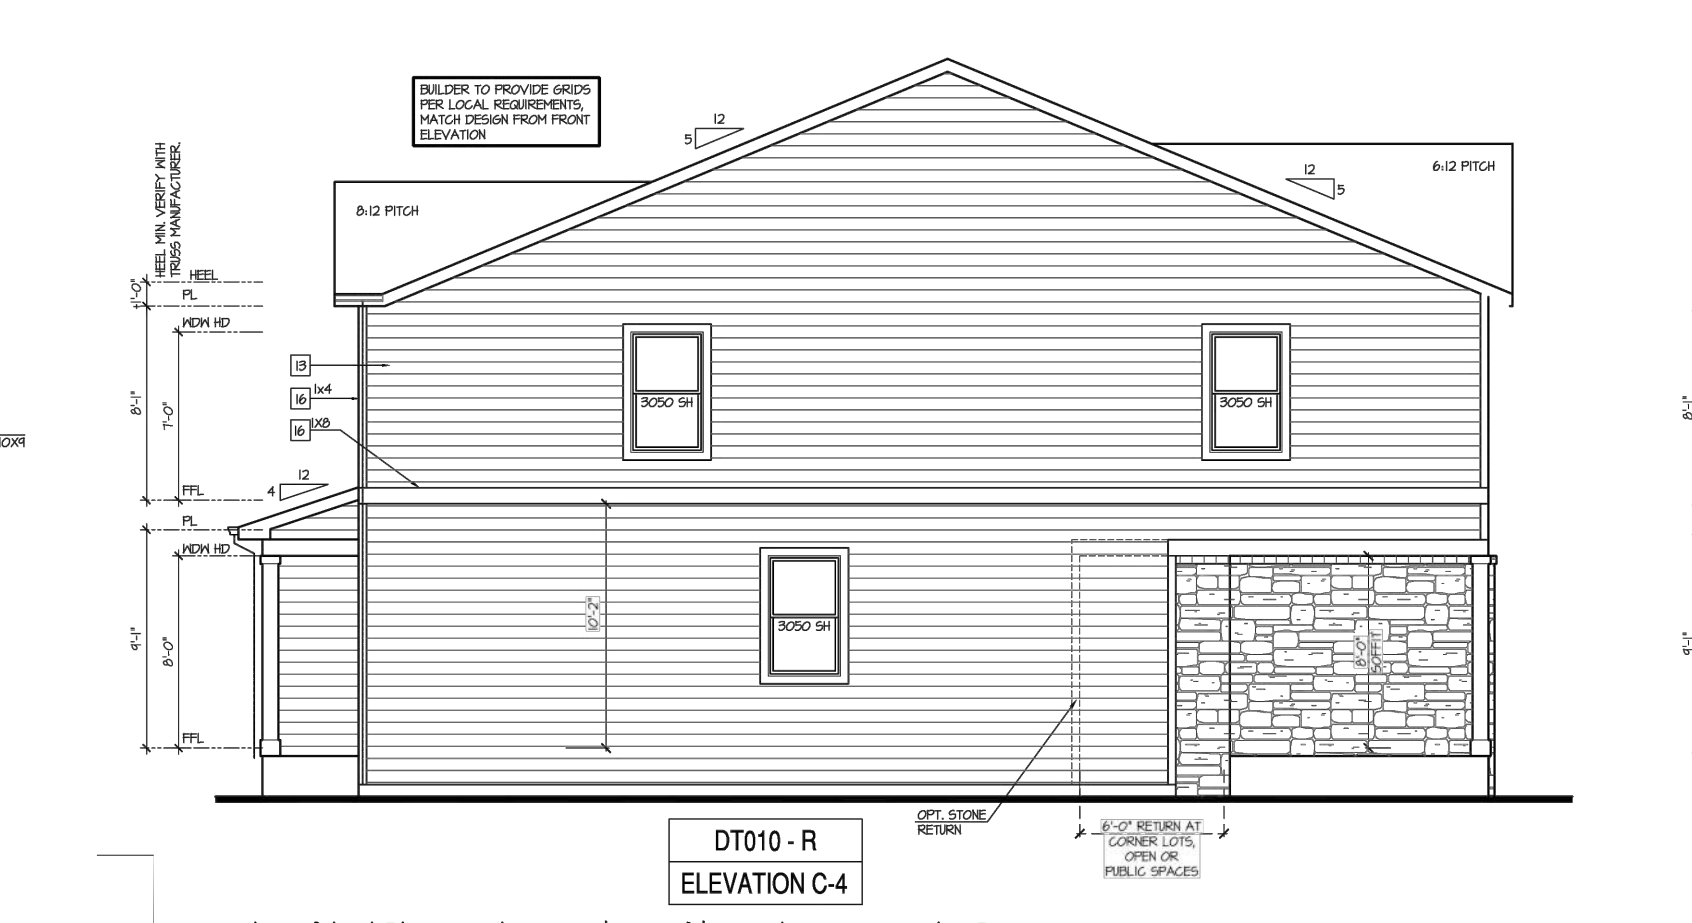 BUILDER TO PROVIDE GRIDS
PER LOCAL REQUIREMENTS,
MATCH DESIGN FROM FRONT
ELEVATION
12
5
12
5
6:12 PITCH
8:12 PITCH
HEEL MIN. VERIFY WITH
TRUSS MANUFACTURER.
HEEL
1'-0"
PL
WDW HD
13
16 1x4
16 1X8
3050 SH
3050 SH
8'-1"
7'-0"
8'-1"
10X9
12
4
FFL
PL
WDW HD
10'-2"
3050 SH
9'-1"
8'-0"
8'-0"
SOFFIT
9'-1"
FFL
OPT. STONE
RETURN
6'-0" RETURN AT
CORNER LOTS,
OPEN OR
PUBLIC SPACES
DT010 - R
ELEVATION C-4